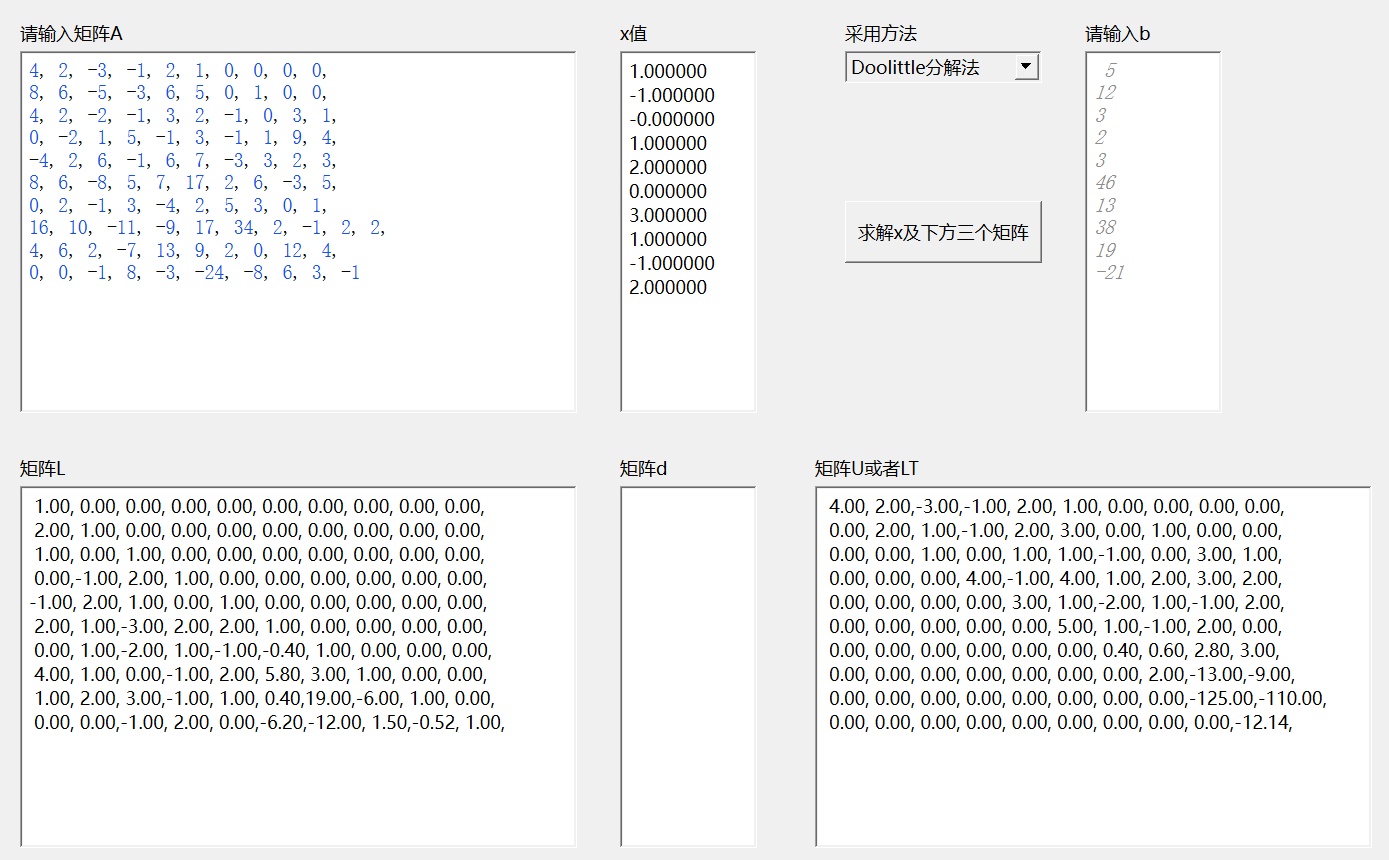 请输入矩阵A
4, 2, -3, -1, 2, 1, 0, 0, 0, 0,
8, 6, -5, -3, 6, 5, 0, 1, 0, 0,
4, 2, -2, -1, 3, 2, -1, 0, 3, 1,
0, -2, 1, 5, -1, 3, -1, 1, 9, 4,
-4, 2, 6, -1, 6, 7, -3, 3, 2, 3,
8, 6, -8, 5, 7, 17, 2, 6, -3, 5,
0, 2, -1, 3, -4, 2, 5, 3, 0, 1,
16, 10, -11, -9, 17, 34, 2, -1, 2, 2,
4, 6, 2, -7, 13, 9, 2, 0, 12, 4,
0, 0, -1, 8, -3, -24, -8, 6, 3, -1
x值
1.000000
-1.000000
-0.000000
1.000000
2.000000
0.000000
3.000000
1.000000
-1.000000
2.000000
采用方法
Doolittle分解法
求解x及下方三个矩阵
请输入b
5
12
3
2
3
46
13
38
19
-21
矩阵L
1.00, 0.00, 0.00, 0.00, 0.00, 0.00, 0.00, 0.00, 0.00, 0.00,
2.00, 1.00, 0.00, 0.00, 0.00, 0.00, 0.00, 0.00, 0.00, 0.00,
1.00, 0.00, 1.00, 0.00, 0.00, 0.00, 0.00, 0.00, 0.00, 0.00,
0.00,-1.00, 2.00, 1.00, 0.00, 0.00, 0.00, 0.00, 0.00, 0.00,
-1.00, 2.00, 1.00, 0.00, 1.00, 0.00, 0.00, 0.00, 0.00, 0.00,
2.00, 1.00,-3.00, 2.00, 2.00, 1.00, 0.00, 0.00, 0.00, 0.00,
0.00, 1.00,-2.00, 1.00,-1.00,-0.40, 1.00, 0.00, 0.00, 0.00,
4.00, 1.00, 0.00,-1.00, 2.00, 5.80, 3.00, 1.00, 0.00, 0.00,
1.00, 2.00, 3.00,-1.00, 1.00, 0.40,19.00,-6.00, 1.00, 0.00,
0.00, 0.00,-1.00, 2.00, 0.00,-6.20,-12.00, 1.50,-0.52, 1.00,
矩阵d
矩阵U或者LT
4.00, 2.00,-3.00,-1.00, 2.00, 1.00, 0.00, 0.00, 0.00, 0.00,
0.00, 2.00, 1.00,-1.00, 2.00, 3.00, 0.00, 1.00, 0.00, 0.00,
0.00, 0.00, 1.00, 0.00, 1.00, 1.00,-1.00, 0.00, 3.00, 1.00,
0.00, 0.00, 0.00, 4.00,-1.00, 4.00, 1.00, 2.00, 3.00, 2.00,
0.00, 0.00, 0.00, 0.00, 3.00, 1.00,-2.00, 1.00,-1.00, 2.00,
0.00, 0.00, 0.00, 0.00, 0.00, 5.00, 1.00,-1.00, 2.00, 0.00,
0.00, 0.00, 0.00, 0.00, 0.00, 0.00, 0.40, 0.60, 2.80, 3.00,
0.00, 0.00, 0.00, 0.00, 0.00, 0.00, 0.00, 2.00,-13.00,-9.00,
0.00, 0.00, 0.00, 0.00, 0.00, 0.00, 0.00, 0.00,-125.00,-110.00,
0.00, 0.00, 0.00, 0.00, 0.00, 0.00, 0.00, 0.00, 0.00,-12.14,